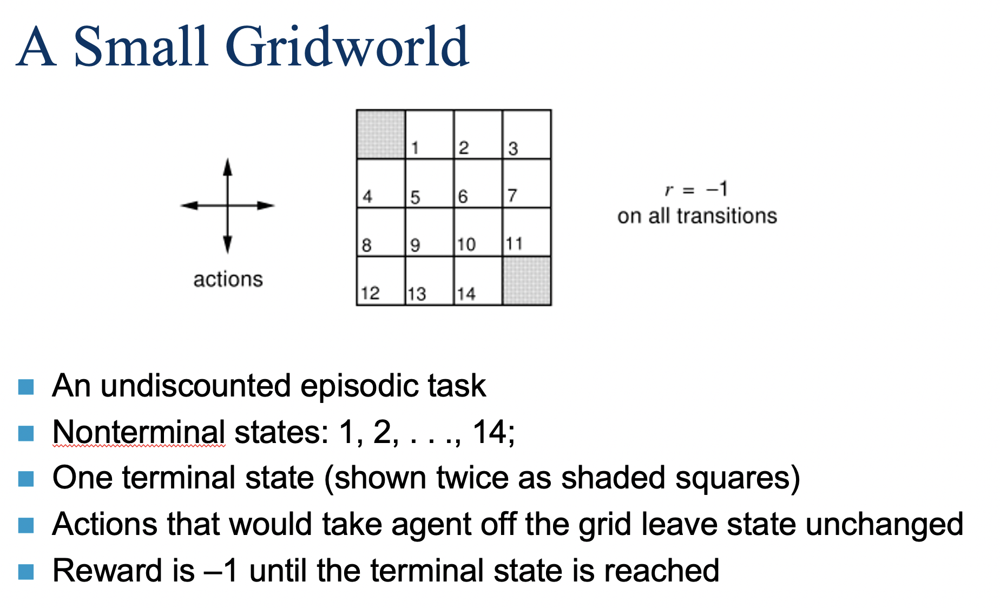 A Small Gridworld
1 2 3
4 5 6 7
8 9 10 11
12 13 14
actions
r = −1
on all transitions
An undiscounted episodic task
Nonterminal states: 1, 2, . . ., 14;
One terminal state (shown twice as shaded squares)
Actions that would take agent off the grid leave state unchanged
Reward is –1 until the terminal state is reached